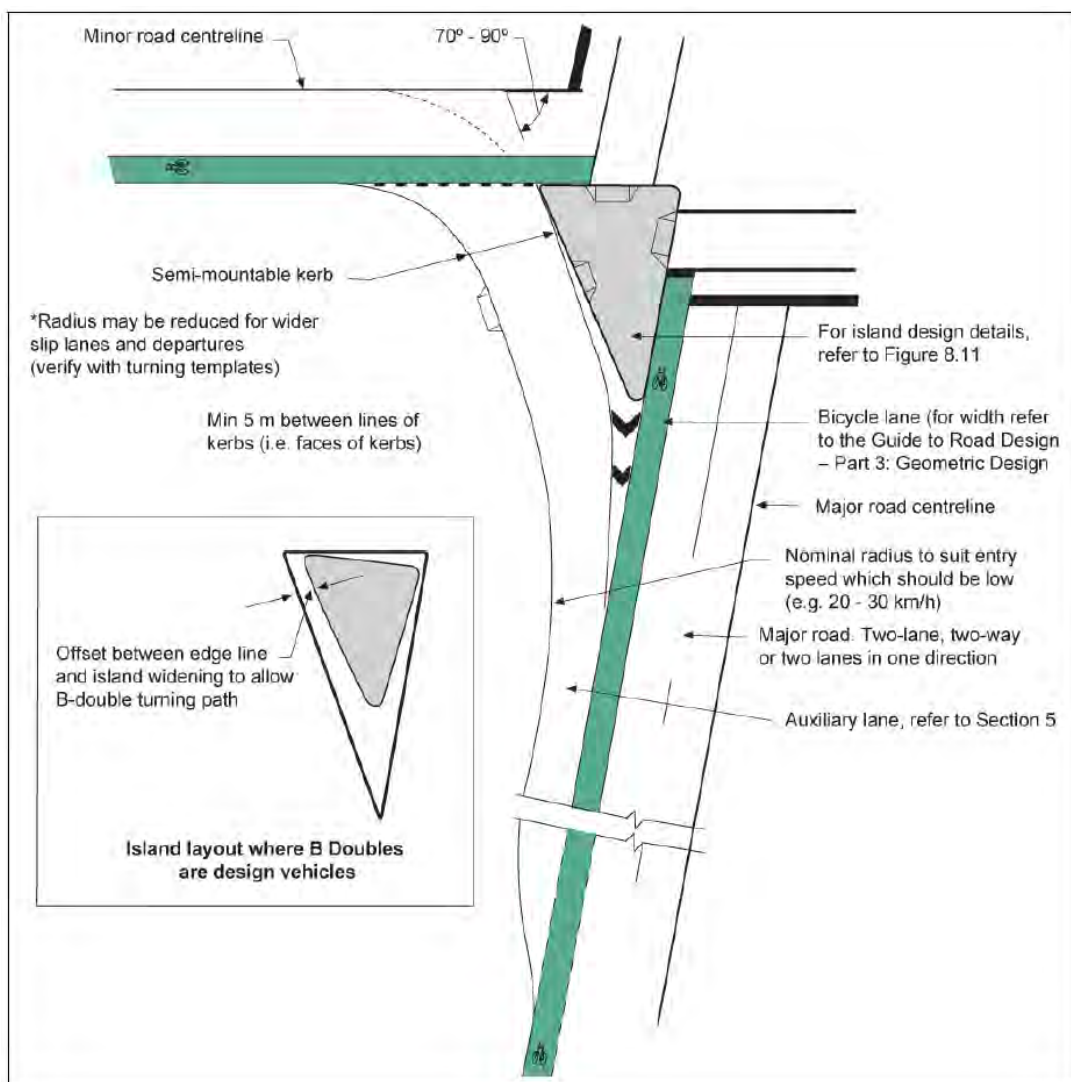 Minor road centreline
70º - 90º
Semi-mountable kerb
*Radius may be reduced for wider
slip lanes and departures
(verify with turning templates)
Min 5 m between lines of
kerbs (i.e. faces of kerbs)
For island design details,
refer to Figure 8.11
Bicycle lane (for width refer
to the Guide to Road Design
– Part 3: Geometric Design
Major road centreline
Nominal radius to suit entry
speed which should be low
(e.g. 20 - 30 km/h)
Major road. Two-lane, two-way
or two lanes in one direction
Auxiliary lane, refer to Section 5
Offset between edge line
and island widening to allow
B-double turning path
Island layout where B Doubles
are design vehicles